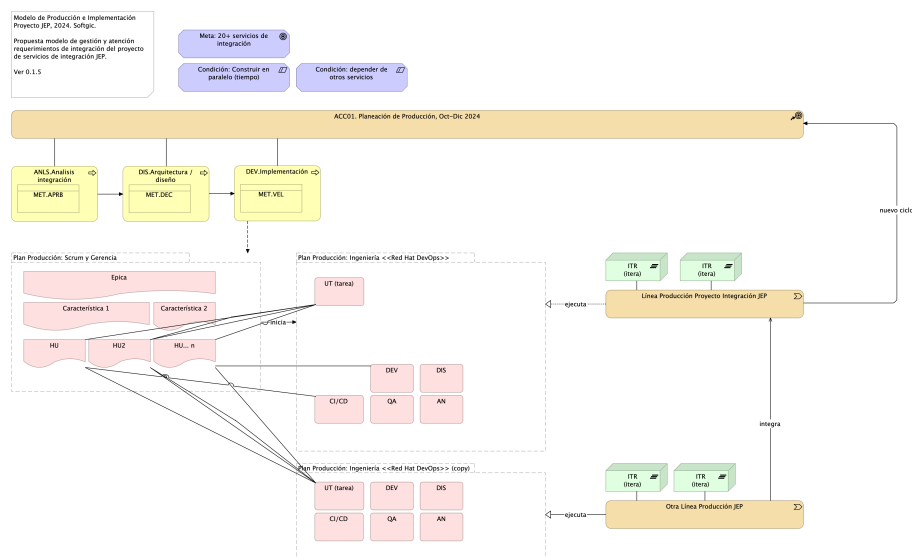 Modelo de Producción e Implementación
Proyecto JEP, 2024. Softgic.
Propuesta modelo de gestión y atención
requerimientos de integración del proyecto
de servicios de integración JEP.
Ver 0.1.5
Meta: 20+ servicios de
integración
Condición: Construir en
paralelo (tiempo)
Condición: depender de
otros servicios
ACC01. Planeación de Producción, Oct-Dic 2024
ANLS.Analisis
integración
MET.APRB
DIS.Arquitectura /
diseño
MET.DEC
DEV.Implementación
MET.VEL
nuevo ciclo
Plan Producción: Scrum y Gerencia
Epica
Característica 1
Característica 2
HU
HU2
HU... n
inicia
Plan Producción: Ingeniería <<Red Hat DevOps>>
UT (tarea)
DEV
DIS
CI/CD
QA
AN
ejecuta
ITR
(itera)
ITR
(itera)
Línea Producción Proyecto Integración JEP
integra
Plan Producción: Ingeniería <<Red Hat DevOps>> (copy)
UT (tarea)
DEV
DIS
CI/CD
QA
AN
ejecuta
ITR
(itera)
ITR
(itera)
Otra Línea Producción JEP